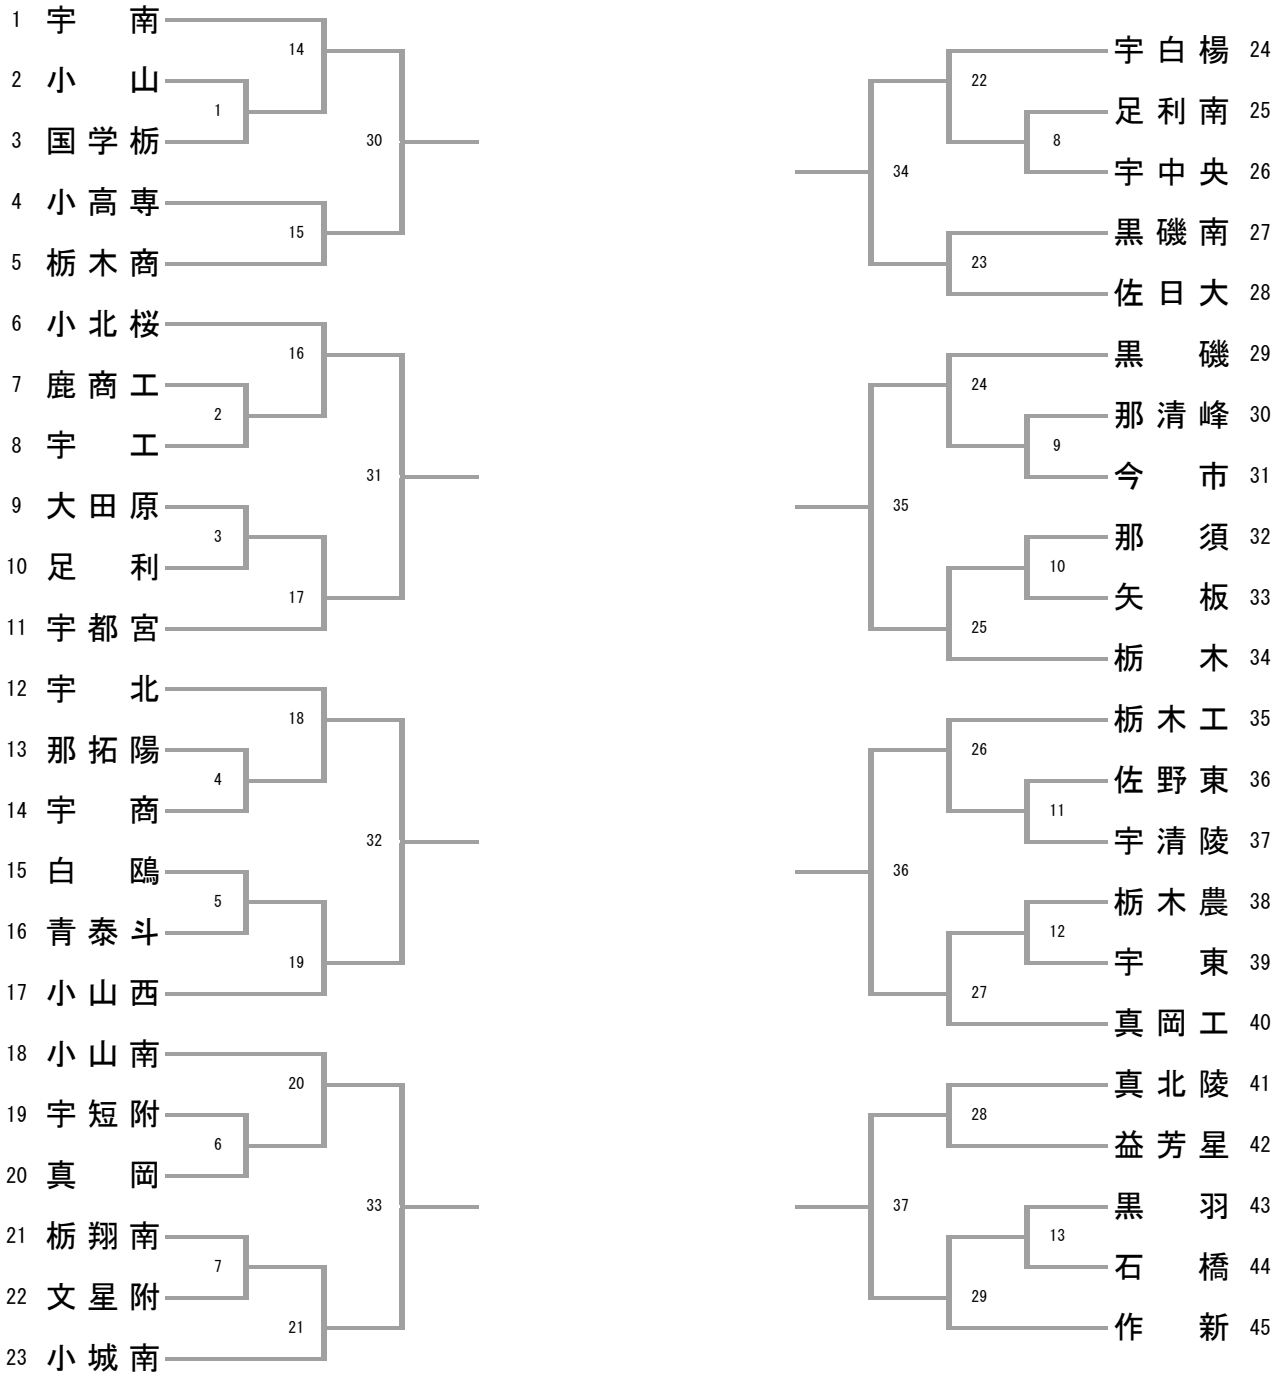 1 宇南
14
2 小山
1
3 国学栃
30
4 小高専
15
5 栃木商
6 小北桜
16
7 鹿商工
2
8 宇工
31
9 大田原
3
10 足利
17
11 宇都宮
12 宇北
18
13 那拓陽
4
14 宇商
32
15 白鴎
5
16 青泰斗
19
17 小山西
18 小山南
20
19 宇短附
6
20 真岡
33
21 栃翔南
7
22 文星附
21
23 小城南
宇白楊 24
22
足利南 25
8
宇中央 26
34
黒磯南 27
23
佐日大 28
黒磯 29
24
那清峰 30
9
今市 31
35
那須 32
10
矢板 33
25
栃木 34
栃木工 35
26
佐野東 36
11
宇清陵 37
36
栃木農 38
12
宇東 39
27
真岡工 40
真北陵 41
28
益芳星 42
37
黒羽 43
13
石橋 44
29
作新 45